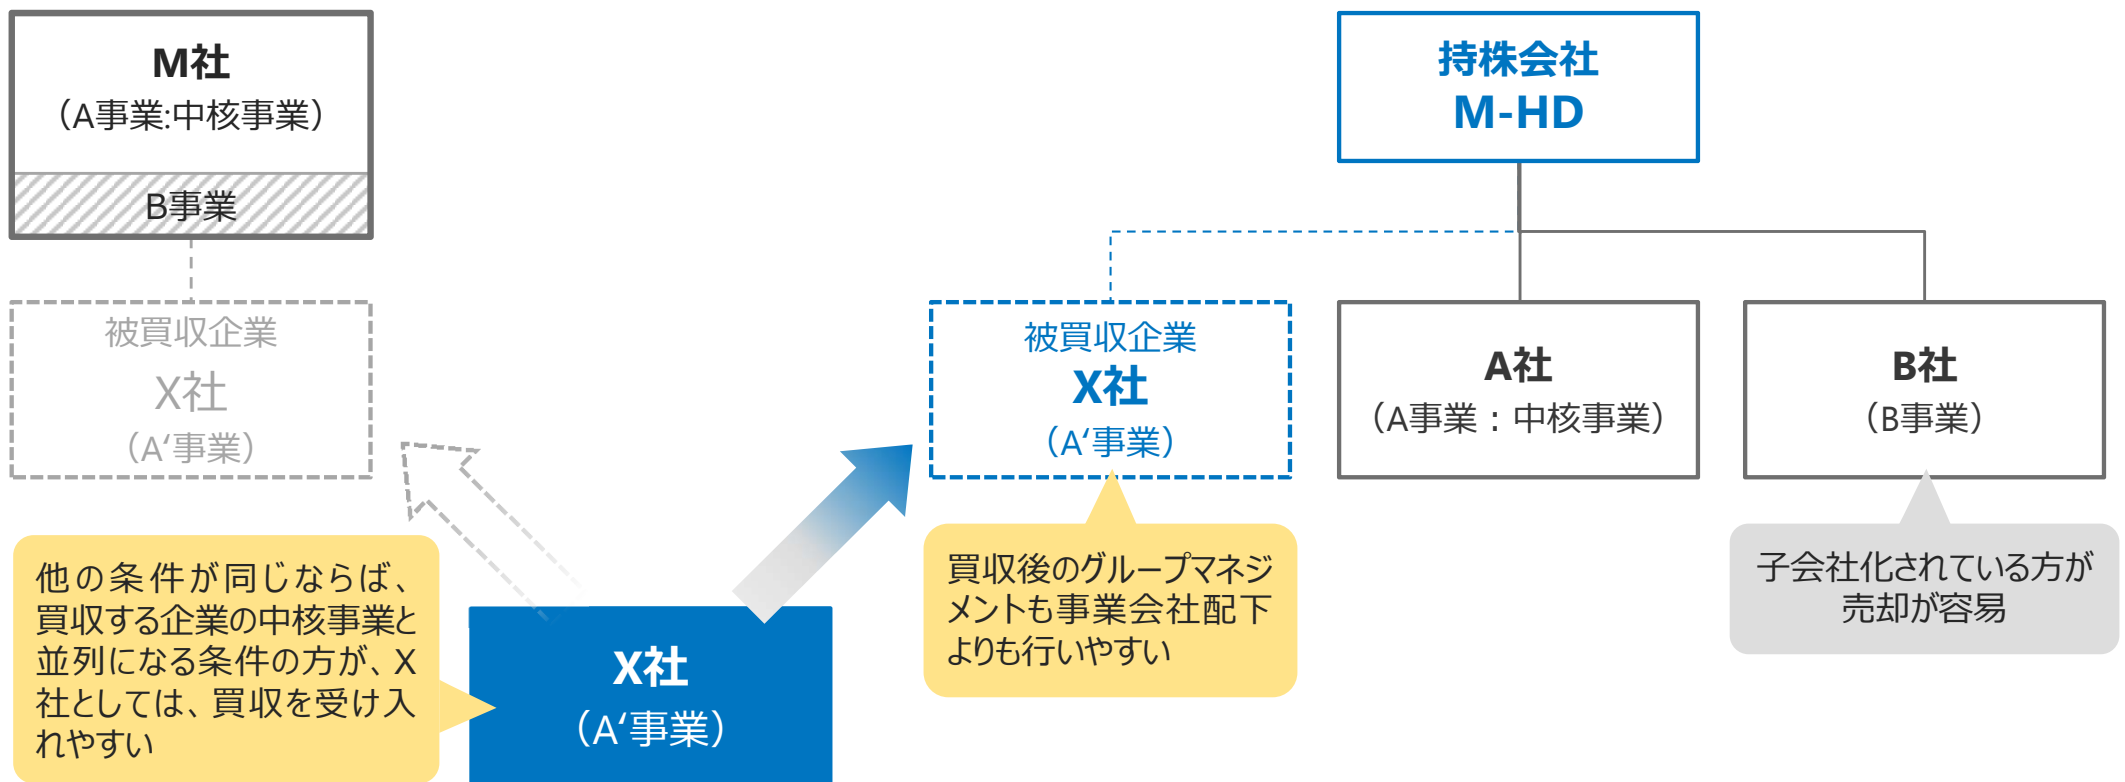 M社
（A事業:中核事業）
B事業
被買収企業
X社
（A‘事業）
持株会社
M-HD
被買収企業
X社
（A‘事業）
A社
（A事業：中核事業）
B社
（B事業）
他の条件が同じならば、
買収する企業の中核事業と
並列になる条件の方が、X
社としては、買収を受け入
れやすい
X社
（A‘事業）
買収後のグループマネジ
メントも事業会社配下
よりも行いやすい
子会社化されている方が
売却が容易